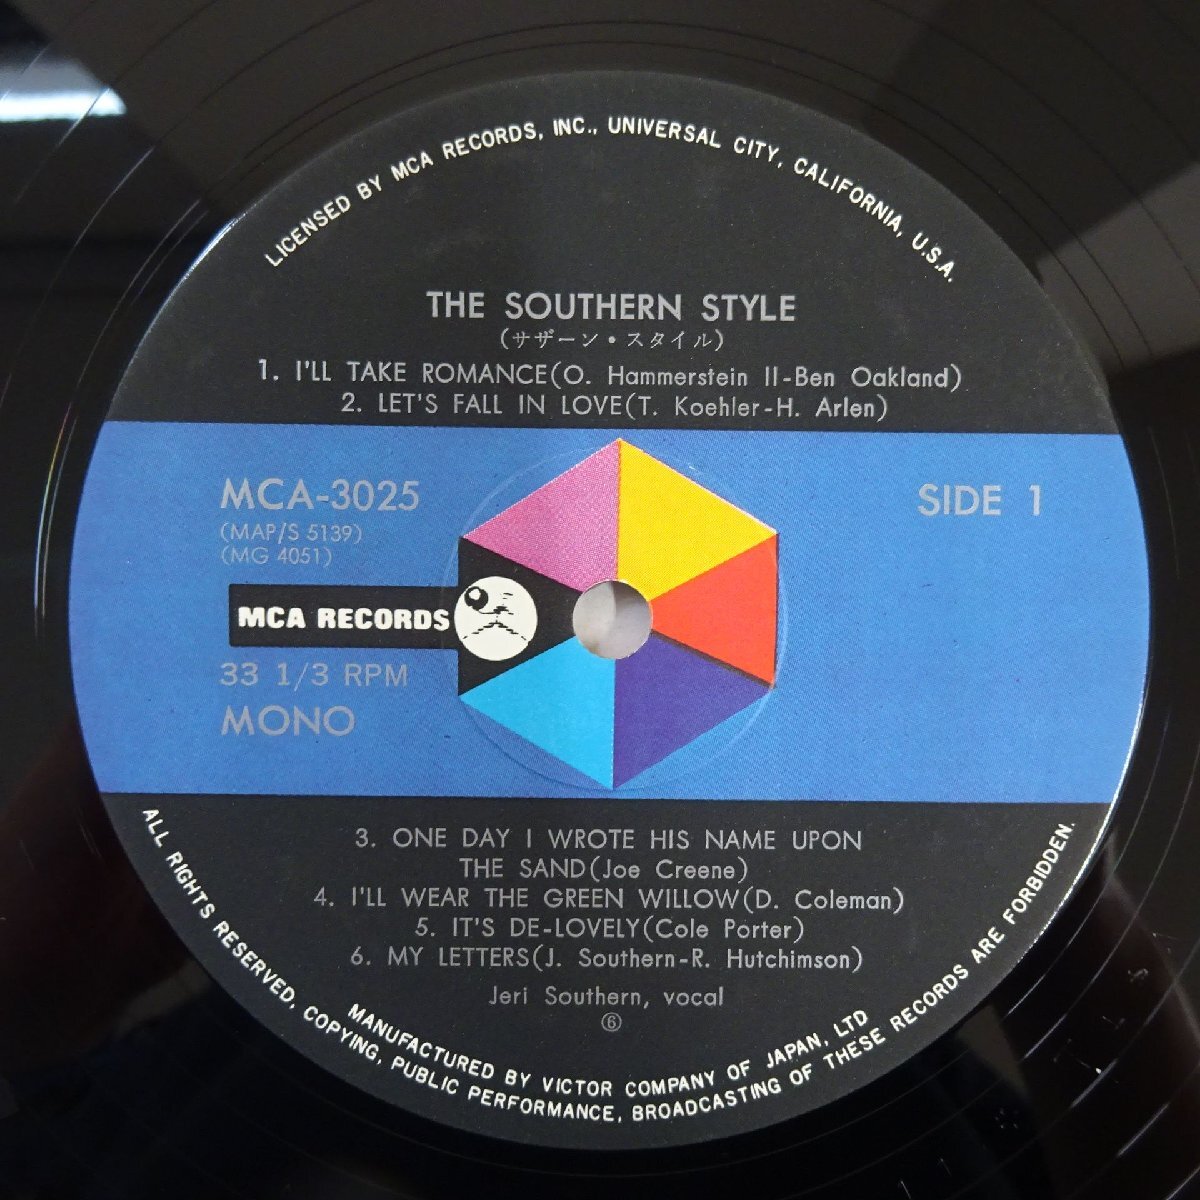 LICENSED BY MCA RECORDS, INC., UNIVERSAL CITY, CALIFORNIA, U.S.A.
THE SOUTHERN STYLE
(サザーン・スタイル)
1. I'LL TAKE ROMANCE(O. Hammerstein II-Ben Oakland)
2. LET'S FALL IN LOVE(T. Koehler-H. Arlen)
MCA-3025
(MAP/S 5139)
(MG 4051)
SIDE 1
MCA RECORDS
33 1/3 RPM
MONO
3. ONE DAY I WROTE HIS NAME UPON
THE SAND(Joe Creene)
4. I'LL WEAR THE GREEN WILLOW(D. Coleman)
5. IT'S DE-LOVELY(Cole Porter)
6. MY LETTERS(J. Southern-R. Hutchimson)
Jeri Southern, vocal
⑥
MANUFACTURED BY VICTOR COMPANY OF JAPAN, LTD
ALL RIGHTS RESERVED, COPYING, PUBLIC PERFORMANCE, BROADCASTING OF THESE RECORDS ARE FORBIDDEN.